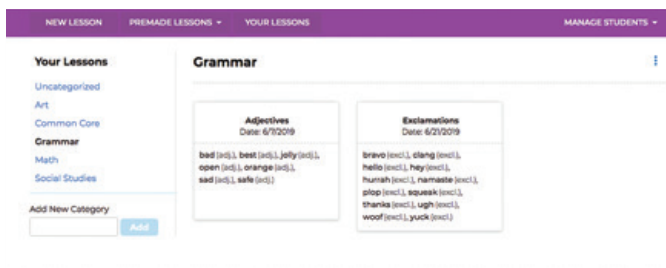 NEW LESSON PREMADE LESSONS YOUR LESSONS MANAGE STUDENTS
Your Lessons
Uncategorized
Art
Common Core
Grammar
Math
Social Studies
Add New Category
Add
Grammar
Adjectives
Date: 6/7/2019
bad (adj.), best (adj.), jolly (adj.),
open (adj.), orange (adj.),
sad (adj.), safe (adj.)
Exclamations
Date: 6/21/2019
bravo (excl.), clang (excl.),
hello (excl.), hey (excl.),
hurrah (excl.), namaste (excl.),
plop (excl.), squeak (excl.),
thanks (excl.), ugh (excl.),
woof (excl.), yuck (excl.)